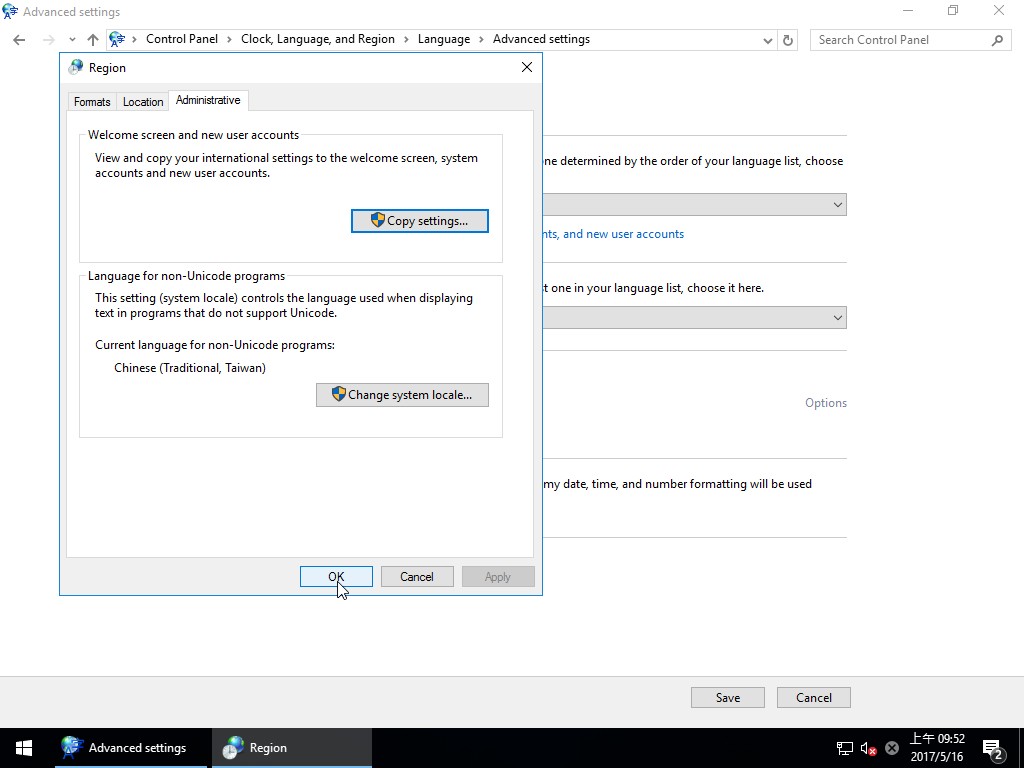 Advanced settings
Control Panel > Clock, Language, and Region > Language > Advanced settings
Search Control Panel
Region
Formats
Location
Administrative
Welcome screen and new user accounts
View and copy your international settings to the welcome screen, system
accounts and new user accounts.
Copy settings...
Language for non-Unicode programs
This setting (system locale) controls the language used when displaying
text in programs that do not support Unicode.
Current language for non-Unicode programs:
Chinese (Traditional, Taiwan)
Change system locale...
OK
Cancel
Apply
ne determined by the order of your language list, choose
nts, and new user accounts
t one in your language list, choose it here.
Options
my date, time, and number formatting will be used
Save
Cancel
Advanced settings
Region
上午 09:52
2017/5/16
2